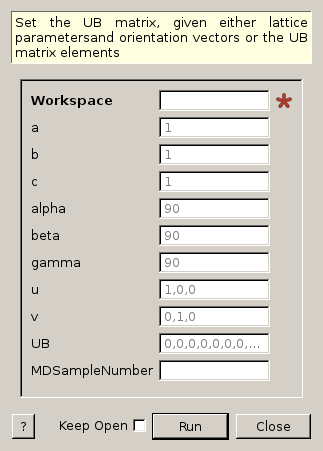 Set the UB matrix, given either lattice
parametersand orientation vectors or the UB
matrix elements
Workspace
a 1
b 1
c 1
alpha 90
beta 90
gamma 90
u 1,0,0
v 0,1,0
UB 0,0,0,0,0,0,0,...
MDSampleNumber
? Keep Open Run Close